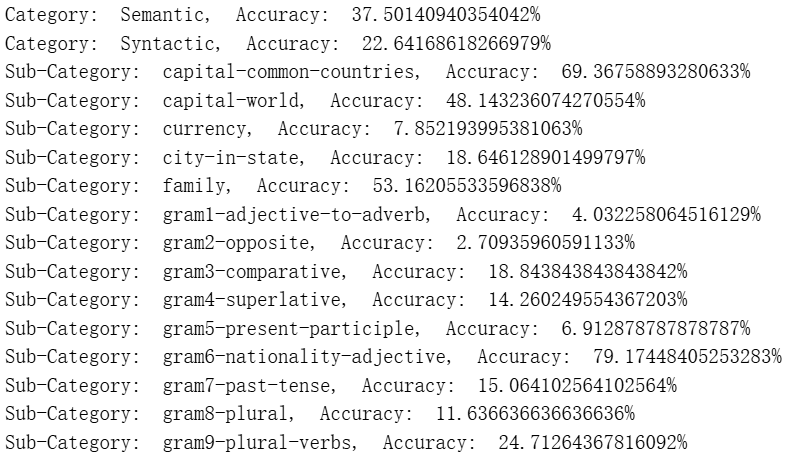 Category:  Semantic,  Accuracy:  37.50140940354042%
Category:  Syntactic,  Accuracy:  22.64168618266979%
Sub-Category:  capital-common-countries,  Accuracy:  69.36758893280633%
Sub-Category:  capital-world,  Accuracy:  48.143236074270554%
Sub-Category:  currency,  Accuracy:  7.852193995381063%
Sub-Category:  city-in-state,  Accuracy:  18.646128901499797%
Sub-Category:  family,  Accuracy:  53.16205533596838%
Sub-Category:  gram1-adjective-to-adverb,  Accuracy:  4.032258064516129%
Sub-Category:  gram2-opposite,  Accuracy:  2.70935960591133%
Sub-Category:  gram3-comparative,  Accuracy:  18.843843843843842%
Sub-Category:  gram4-superlative,  Accuracy:  14.260249554367203%
Sub-Category:  gram5-present-participle,  Accuracy:  6.912878787878787%
Sub-Category:  gram6-nationality-adjective,  Accuracy:  79.17448405253283%
Sub-Category:  gram7-past-tense,  Accuracy:  15.064102564102564%
Sub-Category:  gram8-plural,  Accuracy:  11.636636636636636%
Sub-Category:  gram9-plural-verbs,  Accuracy:  24.71264367816092%